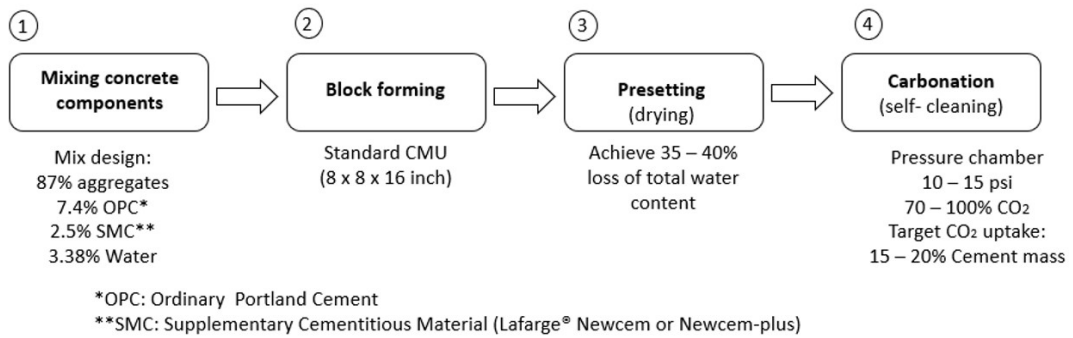 1
Mixing concrete
components
Mix design:
87% aggregates
7.4% OPC*
2.5% SMC**
3.38% Water
2
Block forming
Standard CMU
(8 x 8 x 16 inch)
3
Presetting
(drying)
Achieve 35 – 40%
loss of total water
content
4
Carbonation
(self- cleaning)
Pressure chamber
10 – 15 psi
70 – 100% CO₂
Target CO₂ uptake:
15 – 20% Cement mass
*OPC: Ordinary Portland Cement
**SMC: Supplementary Cementitious Material (Lafarge® Newcem or Newcem-plus)